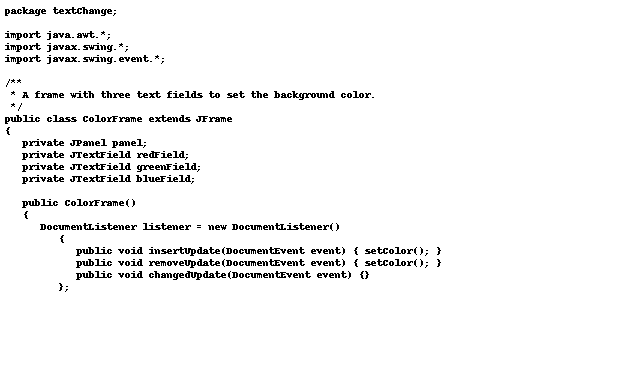 package textChange;

import java.awt.*;
import javax.swing.*;
import javax.swing.event.*;

/**
 * A frame with three text fields to set the background color.
 */
public class ColorFrame extends JFrame
{
   private JPanel panel;
   private JTextField redField;
   private JTextField greenField;
   private JTextField blueField;

   public ColorFrame()
   {
      DocumentListener listener = new DocumentListener()
         {
            public void insertUpdate(DocumentEvent event) { setColor(); }
            public void removeUpdate(DocumentEvent event) { setColor(); }
            public void changedUpdate(DocumentEvent event) {}
         };